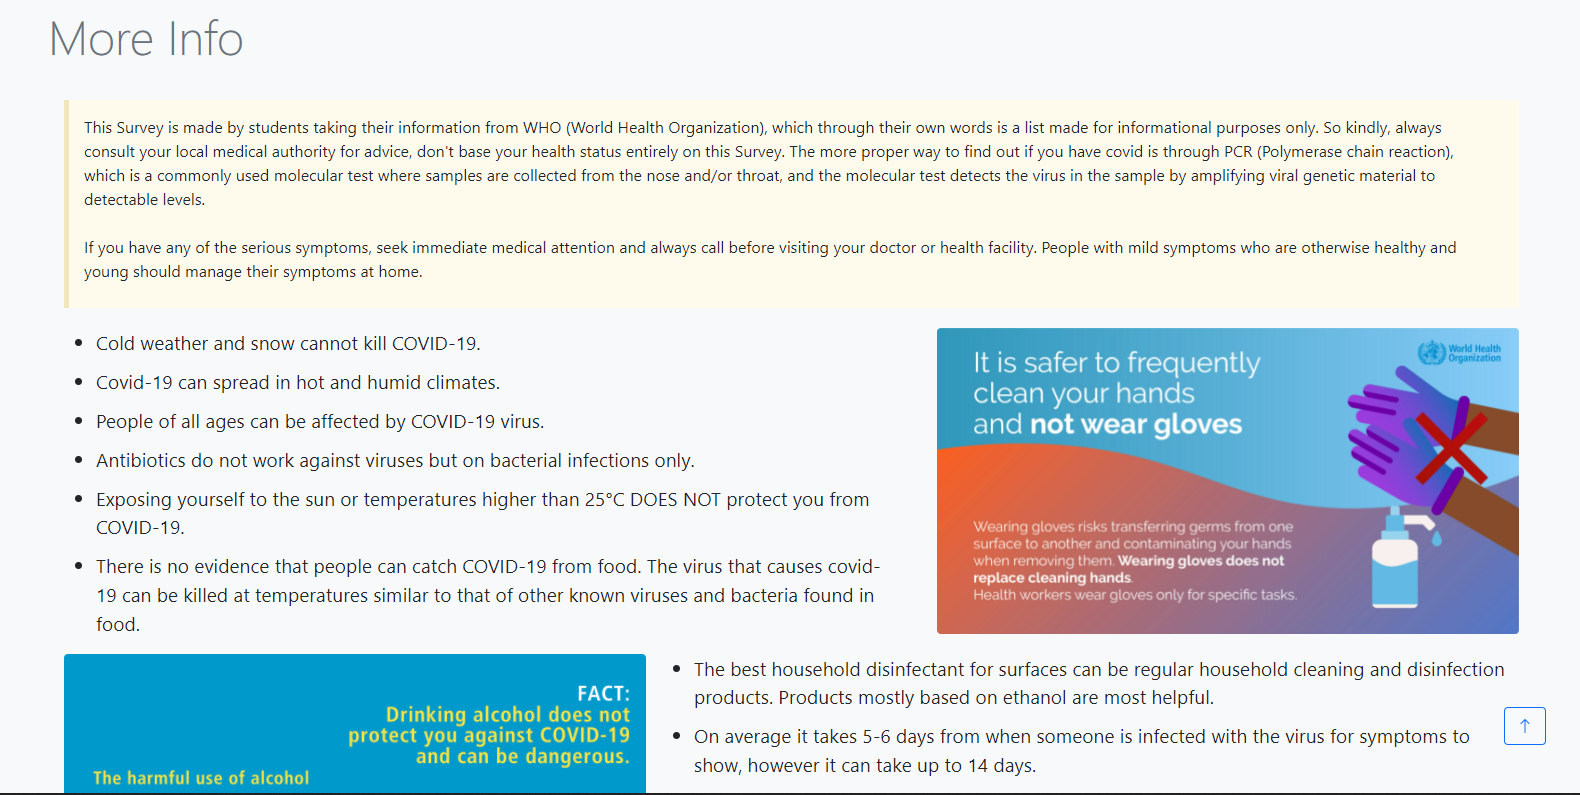 More Info
This Survey is made by students taking their information from WHO (World Health Organization), which through their own words is a list made for informational purposes only. So kindly, always
consult your local medical authority for advice, don't base your health status entirely on this Survey. The more proper way to find out if you have covid is through PCR (Polymerase chain reaction),
which is a commonly used molecular test where samples are collected from the nose and/or throat, and the molecular test detects the virus in the sample by amplifying viral genetic material to
detectable levels.
If you have any of the serious symptoms, seek immediate medical attention and always call before visiting your doctor or health facility. People with mild symptoms who are otherwise healthy and
young should manage their symptoms at home.
• Cold weather and snow cannot kill COVID-19.
• Covid-19 can spread in hot and humid climates.
• People of all ages can be affected by COVID-19 virus.
• Antibiotics do not work against viruses but on bacterial infections only.
• Exposing yourself to the sun or temperatures higher than 25°C DOES NOT protect you from
COVID-19.
• There is no evidence that people can catch COVID-19 from food. The virus that causes covid-
19 can be killed at temperatures similar to that of other known viruses and bacteria found in
food.
World Health
Organization
It is safer to frequently
clean your hands
and not wear gloves
Wearing gloves risks transferring germs from one
surface to another and contaminating your hands
when removing them. Wearing gloves does not
replace cleaning hands.
Health workers wear gloves only for specific tasks.
FACT:
Drinking alcohol does not
protect you against COVID-19
and can be dangerous.
The harmful use of alcohol
• The best household disinfectant for surfaces can be regular household cleaning and disinfection
products. Products mostly based on ethanol are most helpful.
• On average it takes 5-6 days from when someone is infected with the virus for symptoms to
show, however it can take up to 14 days.